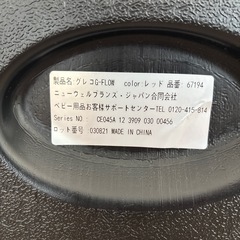 製品名 グレコG-FLOW color:レッド 品番: 67194
ニューウェルブランズ・ジャパン合同会社
ベビー用品お客様サポートセンターTEL 0120-415-814
Series NO : CE045A 12 3909 030 00456
ロット番号 :030821 MADE IN CHINA